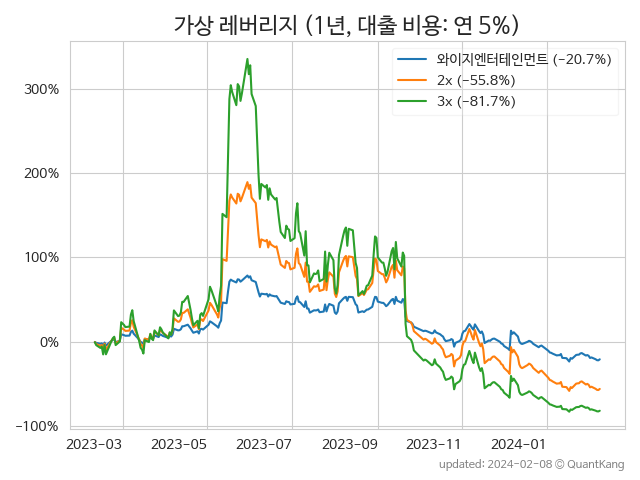 가상 레버리지 (1년, 대출 비용: 연 5%)
와이지엔터테인먼트 (−20.7%)
2x (−55.8%)
3x (−81.7%)
300%
200%
100%
0%
−100%
2023−03 2023−05 2023−07 2023−09 2023−11 2024−01
updated: 2024−02−08 © QuantKang